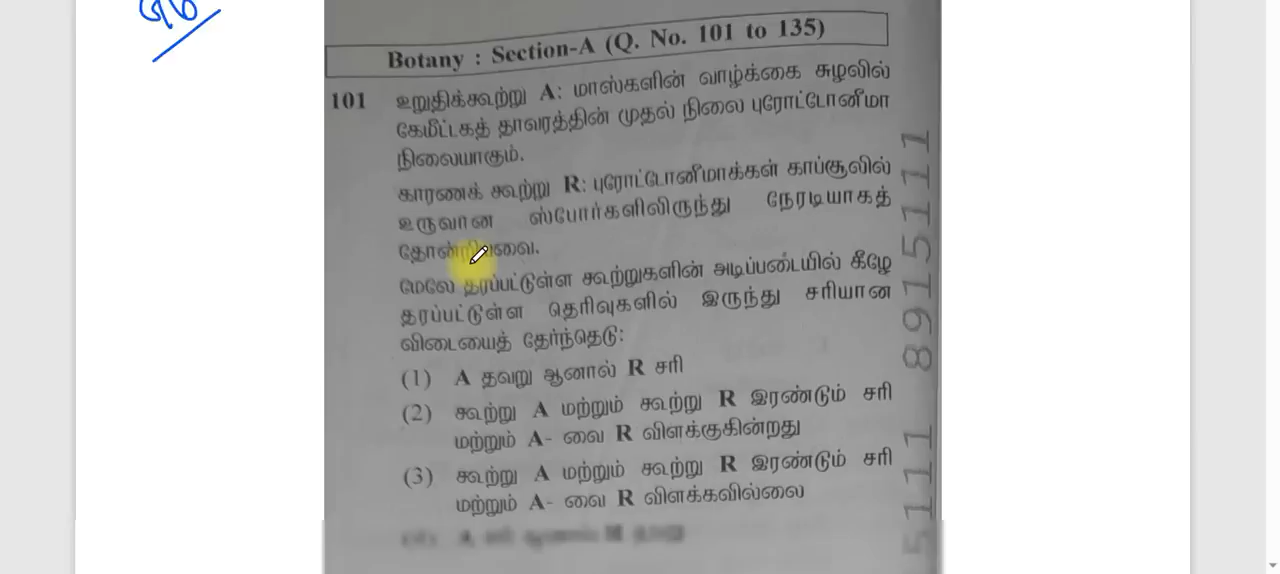 Botany : Section-A (Q. No. 101 to 135)
101 உறுதிக்கூற்று A: மாஸ்களின் வாழ்க்கை சுழலில்
கேமீட்டகத் தாவரத்தின் முதல் நிலை புரோட்டோனீமா
நிலையாகும்.
காரணக் கூற்று R: புரோட்டோனீமாக்கள் காப்சூலில்
உருவான ஸ்போர்களிலிருந்து நேரடியாகத்
மேலே தரப்பட்டுள்ள கூற்றுகளின் அடிப்படையில் கீழே
தரப்பட்டுள்ள தெரிவுகளில் இருந்து சரியான
விடையைத் தேர்ந்தெடு:
(1) A தவறு ஆனால் R சரி
(2) கூற்று A மற்றும் கூற்று R இரண்டும் சரி
மற்றும் A- வை R விளக்குகின்றது
(3) கூற்று A மற்றும் கூற்று R இரண்டும் சரி
மற்றும் A- வை R விளக்கவில்லை
5111 89155111